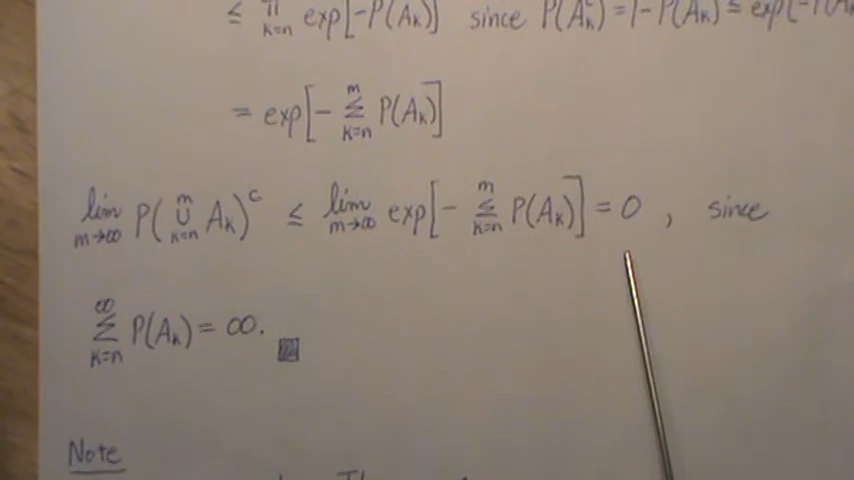 ≤ ∏_{k=n}^{m} exp[-P(A_k)] since P(A_k^c) = 1 - P(A_k) ≤ exp[-P(A_k
= exp[- ∑_{k=n}^{m} P(A_k)]
lim_{m→∞} P(∪_{k=n}^{m} A_k)^c ≤ lim_{m→∞} exp[- ∑_{k=n}^{m} P(A_k)] = 0 , since
∑_{k=n}^{∞} P(A_k) = ∞.
Note